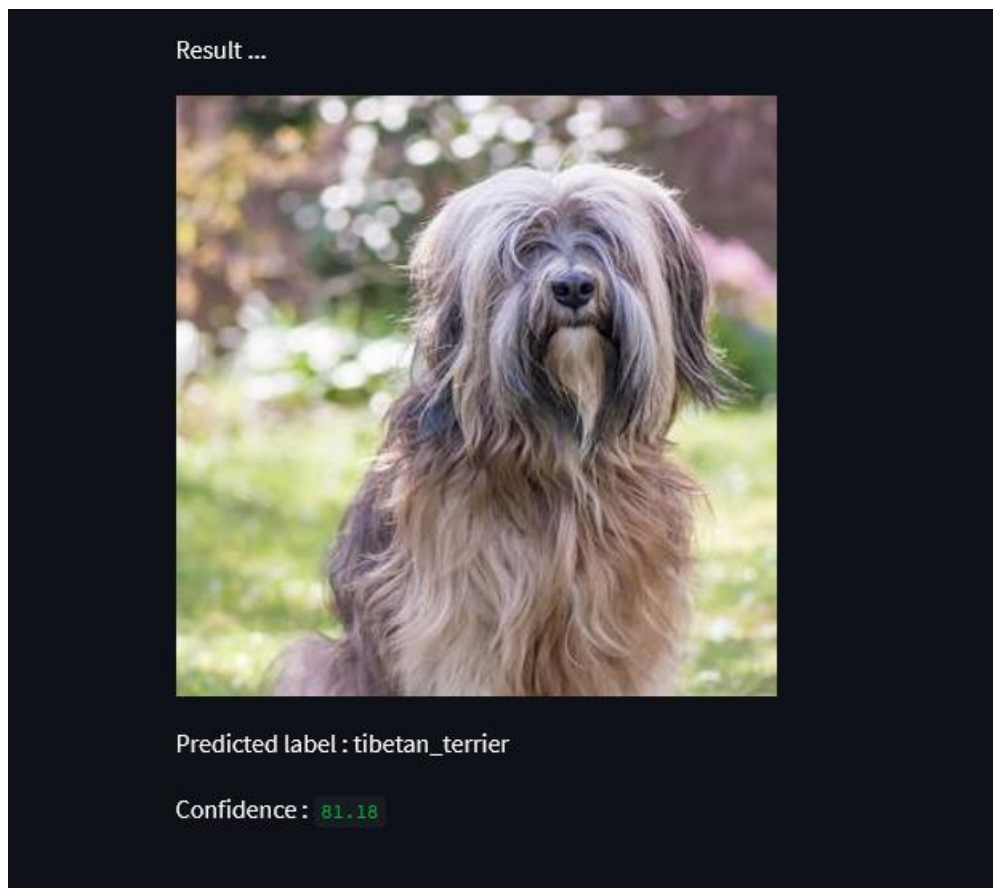 Result ...
Predicted label : tibetan_terrier
Confidence : 81.18